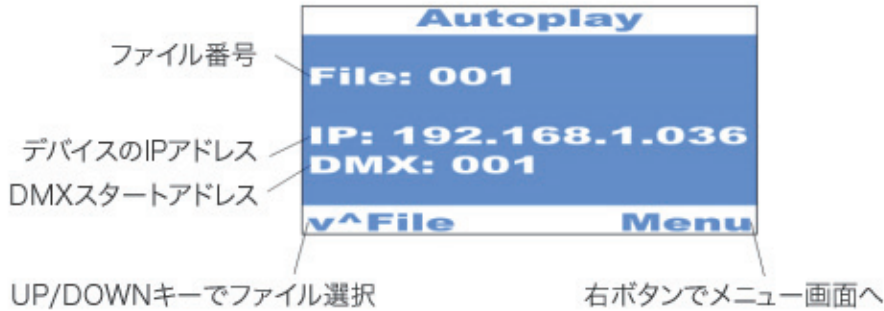 Autoplay
ファイル番号
File: 001
デバイスのIPアドレス
IP: 192.168.1.036
DMXスタートアドレス
DMX: 001
v^File
Menu
UP/DOWNキーでファイル選択
右ボタンでメニュー画面へ